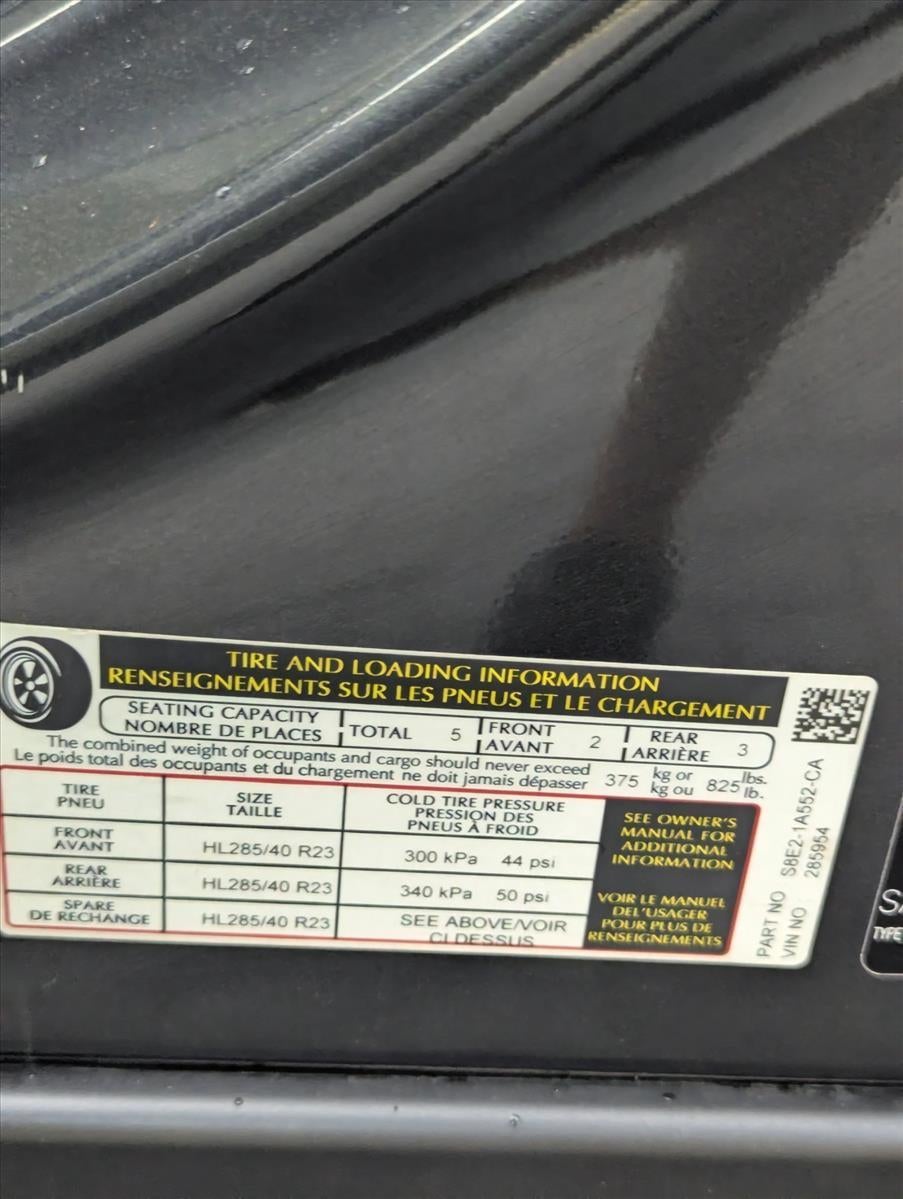 TIRE AND LOADING INFORMATION
RENSEIGNEMENTS SUR LES PNEUS ET LE CHARGEMENT
SEATING CAPACITY
NOMBRE DE PLACES
TOTAL 5
FRONT
AVANT 2
REAR
ARRIÈRE 3
The combined weight of occupants and cargo should never exceed 375 kg or 825 lbs.
Le poids total des occupants et du chargement ne doit jamais dépasser kg ou lb.
TIRE
PNEU
SIZE
TAILLE
COLD TIRE PRESSURE
PRESSION DES
PNEUS À FROID
FRONT
AVANT
HL285/40 R23
300 kPa 44 psi
REAR
ARRIÈRE
HL285/40 R23
340 kPa 50 psi
SPARE
DE RECHANGE
HL285/40 R23
SEE ABOVE/VOIR
CI DESSUS
SEE OWNER'S
MANUAL FOR
ADDITIONAL
INFORMATION
VOIR LE MANUEL
DEL'USAGER
POUR PLUS DE
RENSEIGNEMENTS
PART NO S8E2-1A552-CA
VIN NO : 285954
TYPE